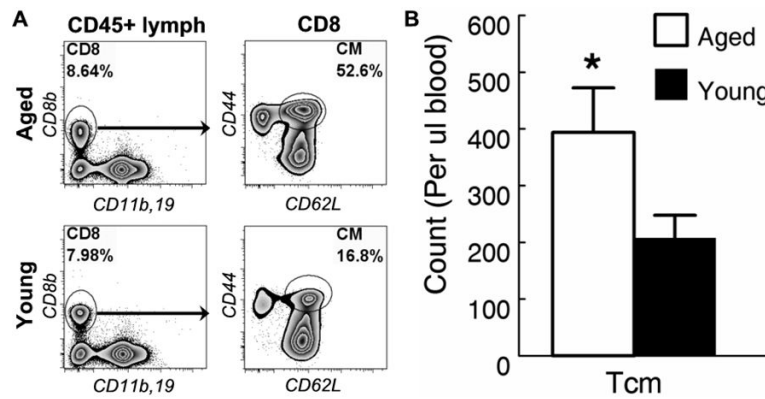 A
CD45+ lymph
CD8
Aged
CD8b
CD8
8.64%
CD11b,19
CD44
CM
52.6%
CD62L
Young
CD8b
CD8
7.98%
CD11b,19
CD44
CM
16.8%
CD62L
B
Count (Per ul blood)
600
500
400
300
200
100
0
*
Aged
Young
Tcm